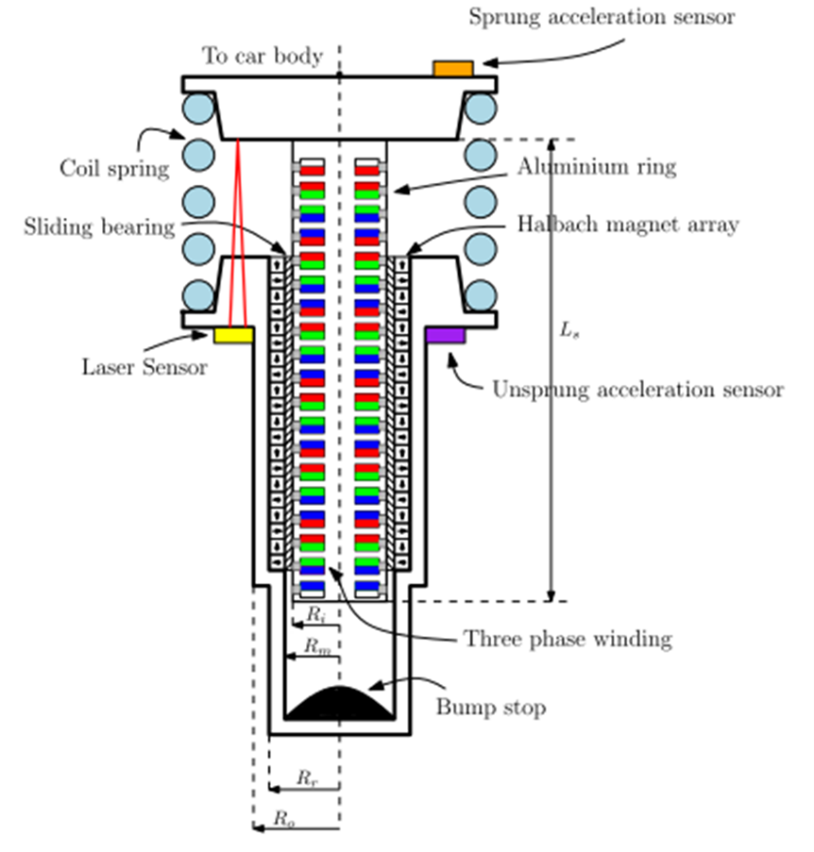 Sprung acceleration sensor
To car body
Coil spring
Aluminium ring
Sliding bearing
Halbach magnet array
Lₛ
Laser Sensor
Unsprung acceleration sensor
Rᵢ
Three phase winding
Rₘ
Bump stop
Rᵣ
Rₒ